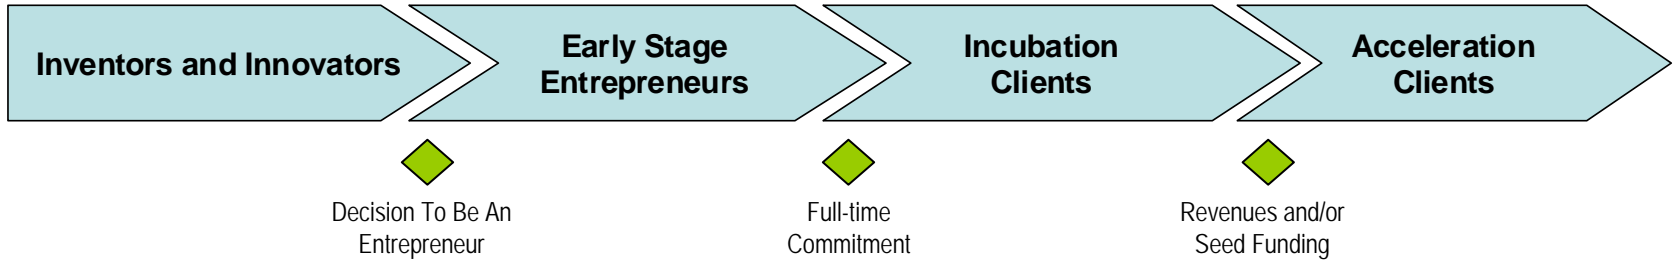 Inventors and Innovators
Early Stage
Entrepreneurs
Incubation
Clients
Acceleration
Clients
Decision To Be An
Entrepreneur
Full-time
Commitment
Revenues and/or
Seed Funding